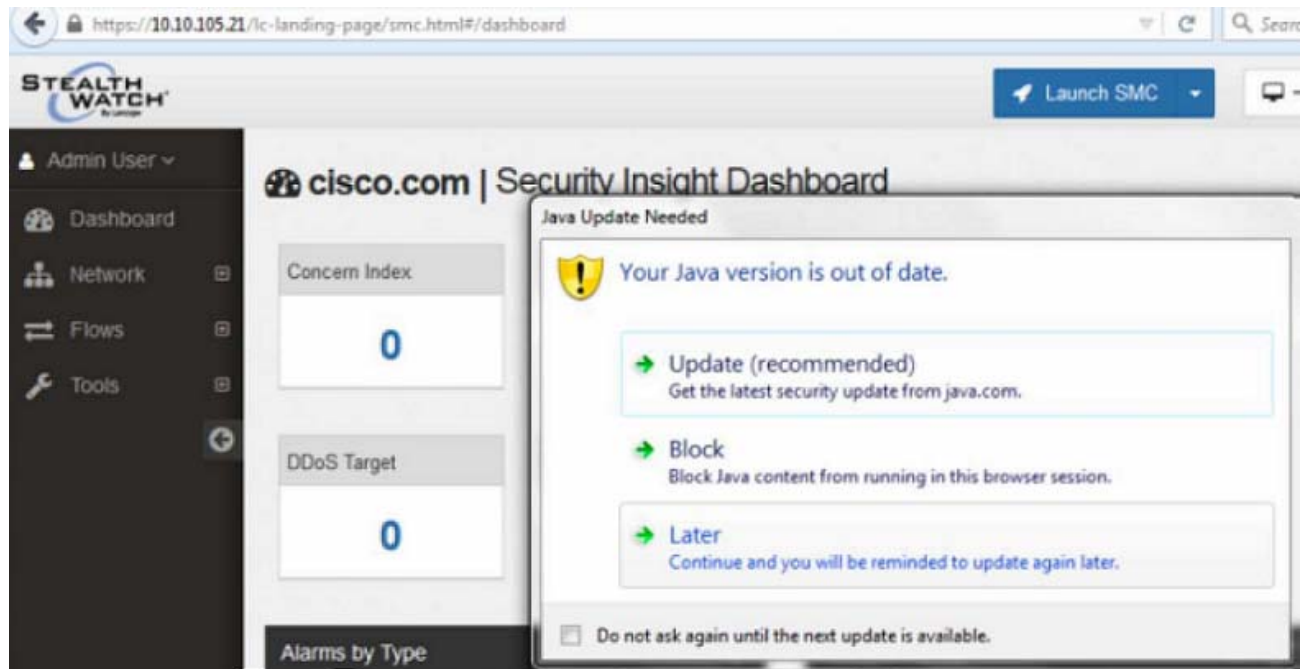 https://10.10.105.21/lc-landing-page/smc.html#/dashboard
STEALTH
WATCH
By Lancope
Launch SMC
Admin User
cisco.com | Security Insight Dashboard
Dashboard
Network
Flows
Tools
Concern Index
0
DDoS Target
0
Alarms by Type
Java Update Needed
Your Java version is out of date.
Update (recommended)
Get the latest security update from java.com.
Block
Block Java content from running in this browser session.
Later
Continue and you will be reminded to update again later.
Do not ask again until the next update is available.